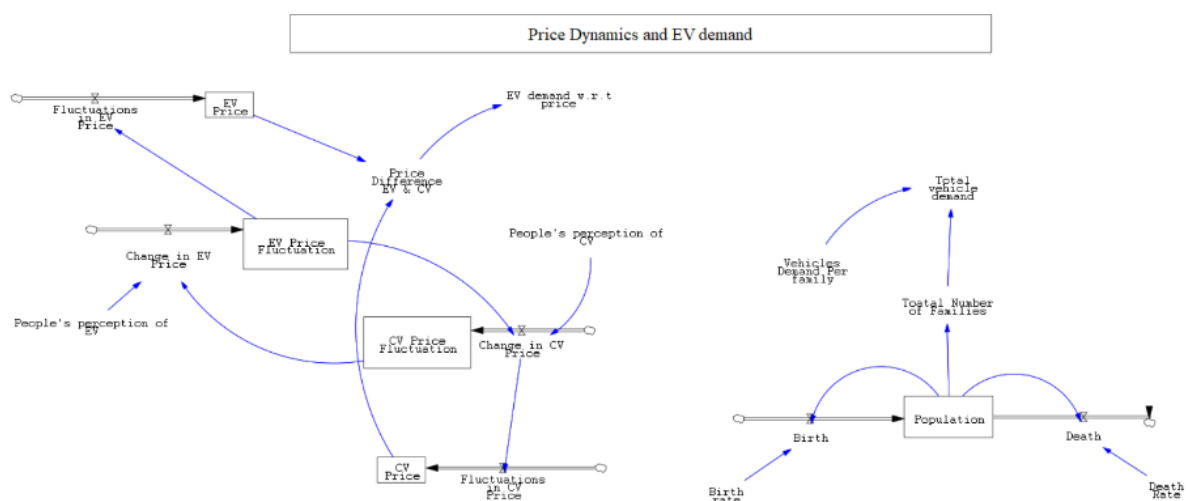 Price Dynamics and EV demand
EV
Price
Fluctuations
in EV
Price
EV demand w.r.t
price
Price
Difference
EV & CV
Total
vehicle
demand
EV Price
Fluctuation
People's perception of
CV
Change in EV
Price
Vehicles
Demand Per
family
People's perception of
EV
Toatal Number
of Families
CV Price
Fluctuation
Change in CV
Price
Population
Birth
Death
CV
Price
Fluctuations
in CV
Price
Birth
rate
Death
Rate